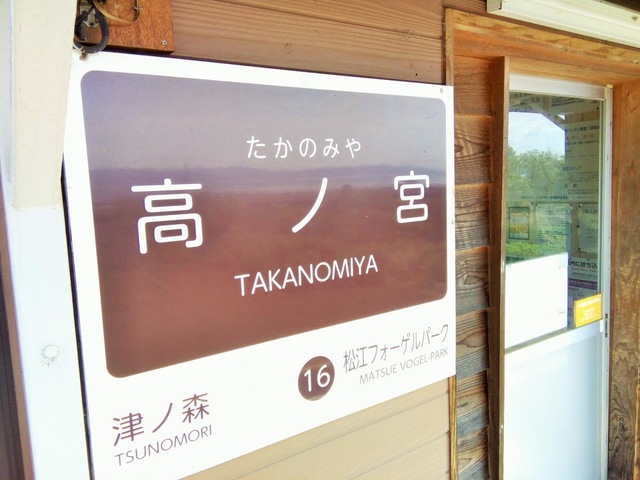 たかのみや
高ノ宮
TAKANOMIYA
津ノ森
TSUNOMORI
16
松江フォーゲルパーク
MATSUE VOGEL-PARK